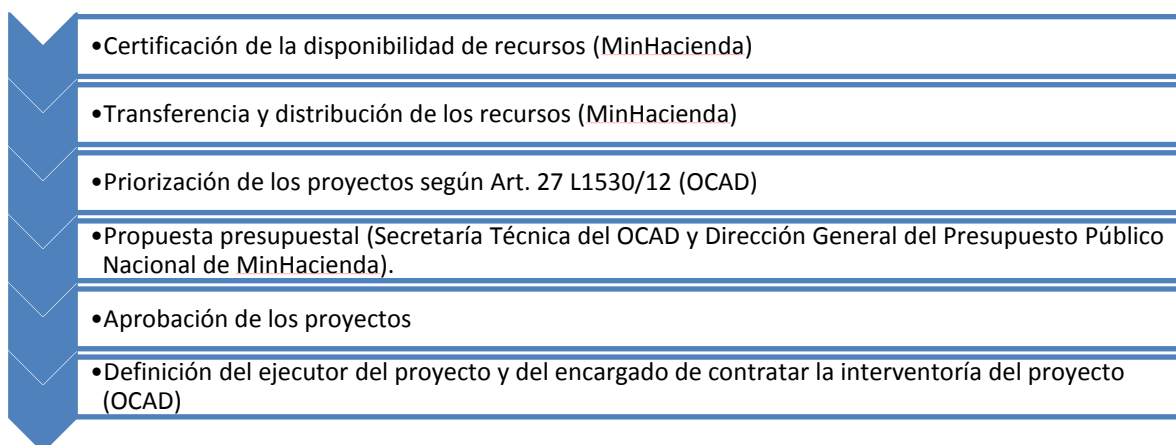 •Certificación de la disponibilidad de recursos (MinHacienda)
•Transferencia y distribución de los recursos (MinHacienda)
•Priorización de los proyectos según Art. 27 L1530/12 (OCAD)
•Propuesta presupuestal (Secretaría Técnica del OCAD y Dirección General del Presupuesto Público
Nacional de MinHacienda).
•Aprobación de los proyectos
•Definición del ejecutor del proyecto y del encargado de contratar la interventoría del proyecto
(OCAD)